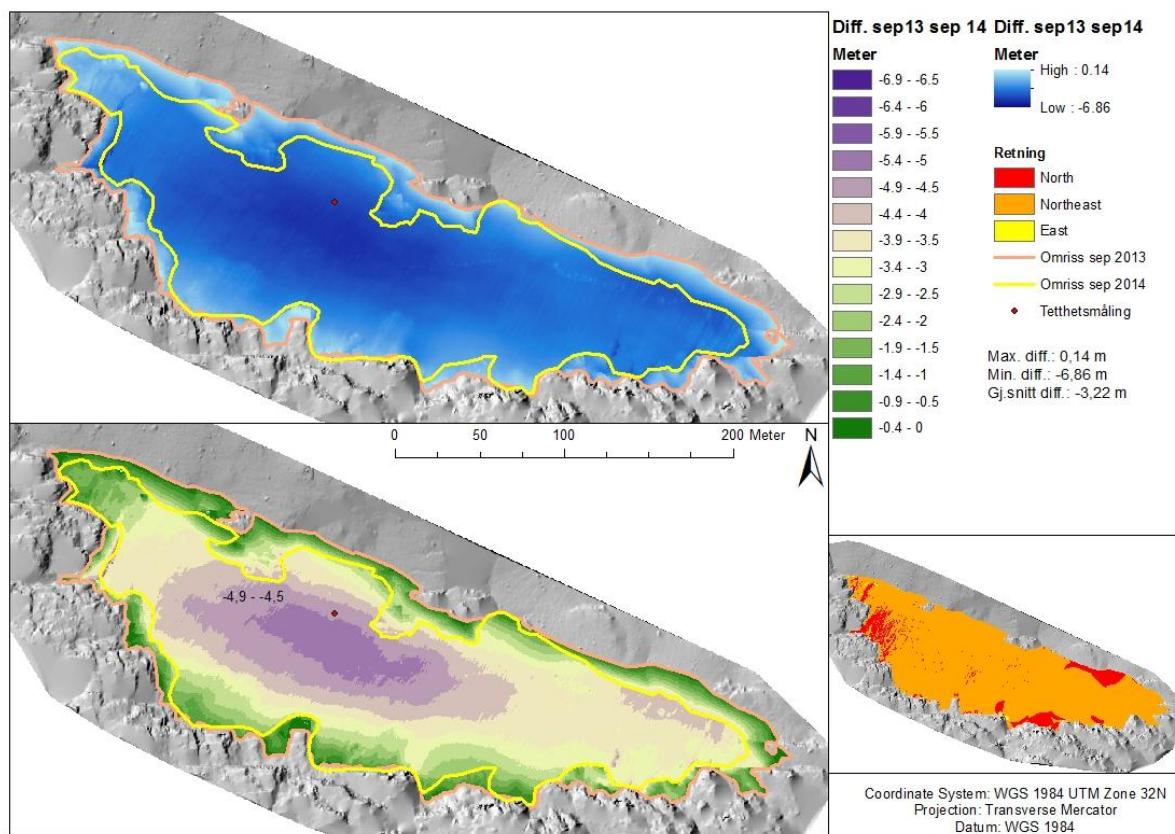 Diff. sep13 sep 14
Meter
-6.9 - -6.5
-6.4 - -6
-5.9 - -5.5
-5.4 - -5
-4.9 - -4.5
-4.4 - -4
-3.9 - -3.5
-3.4 - -3
-2.9 - -2.5
-2.4 - -2
-1.9 - -1.5
-1.4 - -1
-0.9 - -0.5
-0.4 - 0
Diff. sep13 sep14
Meter
High : 0.14
Low : -6.86
Retning
North
Northeast
East
Omriss sep 2013
Omriss sep 2014
Tetthetsmåling
Max. diff.: 0,14 m
Min. diff.: -6,86 m
Gj.snitt diff.: -3,22 m
0 50 100 200 Meter
N
-4,9 - -4,5
Coordinate System: WGS 1984 UTM Zone 32N
Projection: Transverse Mercator
Datum: WGS 1984